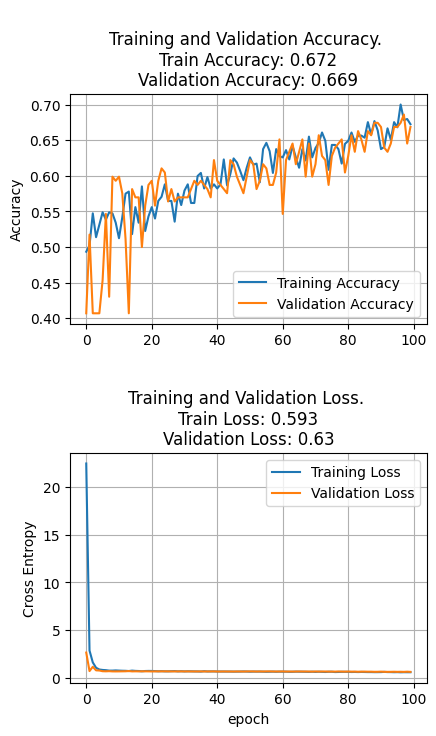 Training and Validation Accuracy.
Train Accuracy: 0.672
Validation Accuracy: 0.669
0.70
0.65
0.60
0.55
0.50
0.45
0.40
Accuracy
Training Accuracy
Validation Accuracy
0 20 40 60 80 100
Training and Validation Loss.
Train Loss: 0.593
Validation Loss: 0.63
Training Loss
Validation Loss
20
15
10
5
0
Cross Entropy
0 20 40 60 80 100
epoch